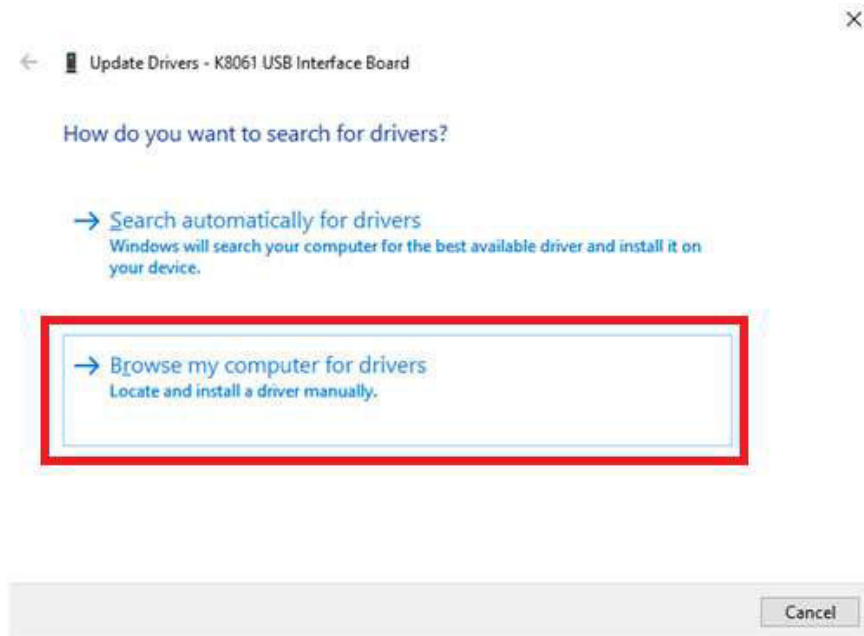 Update Drivers - K8061 USB Interface Board
How do you want to search for drivers?
Search automatically for drivers
Windows will search your computer for the best available driver and install it on
your device.
Browse my computer for drivers
Locate and install a driver manually.
Cancel